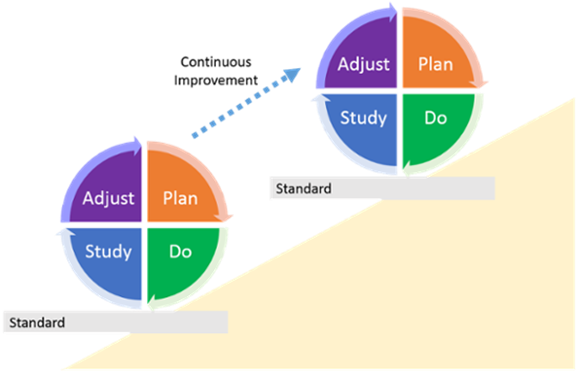 Continuous
Improvement
Adjust
Plan
Study
Do
Standard
Adjust
Plan
Study
Do
Standard